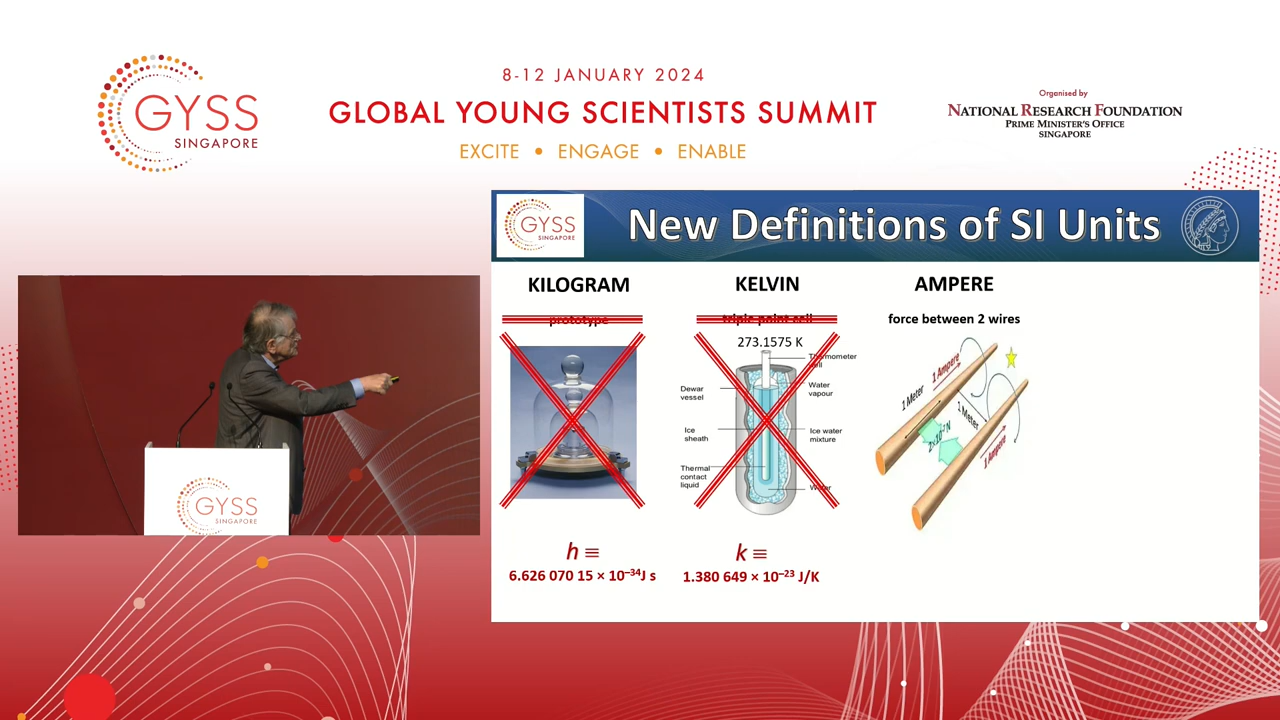 8-12 JANUARY 2024
GYSS
SINGAPORE
GLOBAL YOUNG SCIENTISTS SUMMIT
EXCITE • ENGAGE • ENABLE
Organised by
NATIONAL RESEARCH FOUNDATION
PRIME MINISTER'S OFFICE
SINGAPORE
GYSS
SINGAPORE
New Definitions of SI Units
KILOGRAM
prototype
h ≡
6.626 070 15 × 10⁻³⁴J s
KELVIN
triple point cell
273.1575 K
Thermometer
Dewar
vessel
Water
vapour
Ice
sheath
Ice water
mixture
Thermal
contact
liquid
k ≡
1.380 649 × 10⁻²³ J/K
AMPERE
force between 2 wires
1 Ampere
1 Meter
1 Meter
2x10⁻⁷ N
1 Ampere
GYSS
SINGAPORE